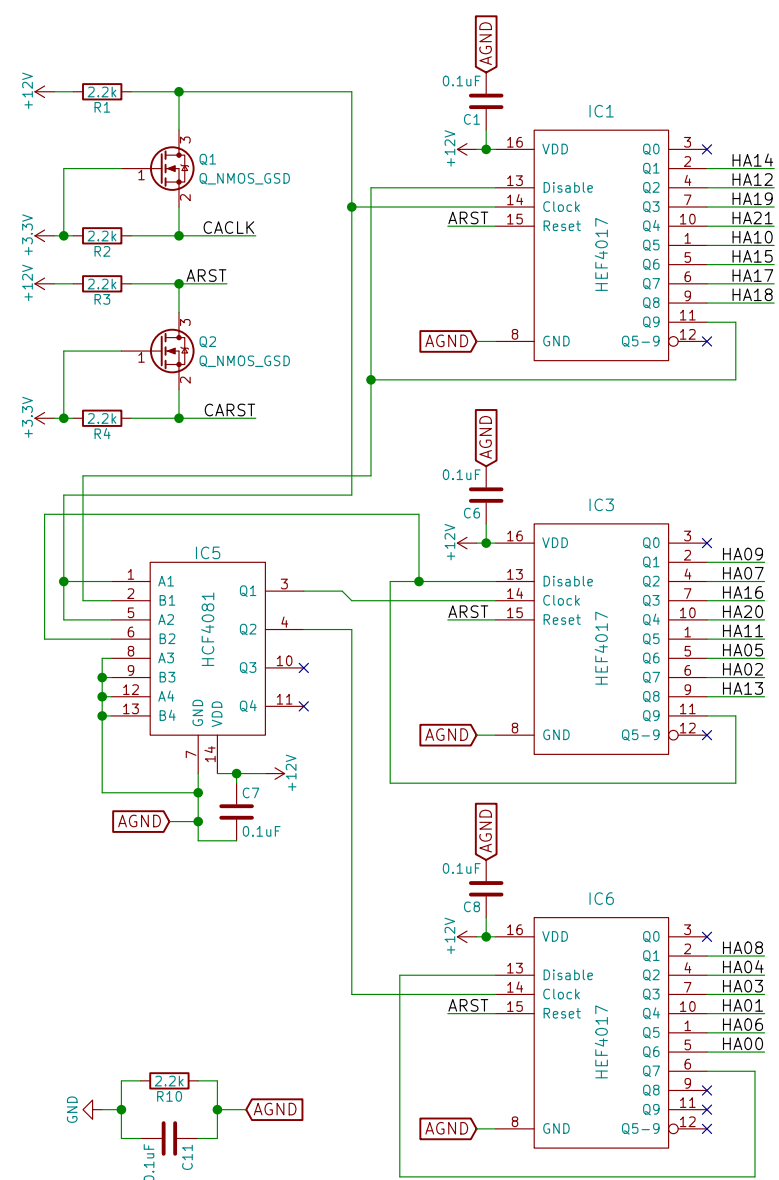 +12V
2.2k
R1
3
Q1
Q_NMOS_GSD
1
2
+3.3V
2.2k
R2
CACLK
+12V
2.2k
R3
ARST
3
Q2
Q_NMOS_GSD
1
2
+3.3V
2.2k
R4
CARST
AGND
0.1uF
C1
+12V
IC1
HEF4017
16 VDD Q0 3
Q1 2 HA14
13 Disable Q2 4 HA12
14 Clock Q3 7 HA19
ARST 15 Reset Q4 10 HA21
Q5 1 HA10
Q6 5 HA15
Q7 6 HA17
Q8 9 HA18
Q9 11
AGND 8 GND Q5-9 12
AGND
0.1uF
C6
+12V
IC3
HEF4017
16 VDD Q0 3
Q1 2 HA09
13 Disable Q2 4 HA07
14 Clock Q3 7 HA16
ARST 15 Reset Q4 10 HA20
Q5 1 HA11
Q6 5 HA05
Q7 6 HA02
Q8 9 HA13
Q9 11
AGND 8 GND Q5-9 12
IC5
HCF4081
1 A1
Q1 3
2 B1
5 A2
Q2 4
6 B2
8 A3
Q3 10
9 B3
12 A4
Q4 11
13 B4
GND
VDD
7
14
+12V
C7
0.1uF
AGND
AGND
0.1uF
C8
+12V
IC6
HEF4017
16 VDD Q0 3
Q1 2 HA08
13 Disable Q2 4 HA04
14 Clock Q3 7 HA03
ARST 15 Reset Q4 10 HA01
Q5 1 HA06
Q6 5 HA00
Q7 6
Q8 9
Q9 11
AGND 8 GND Q5-9 12
2.2k
R10
GND
AGND
0.1uF
C11